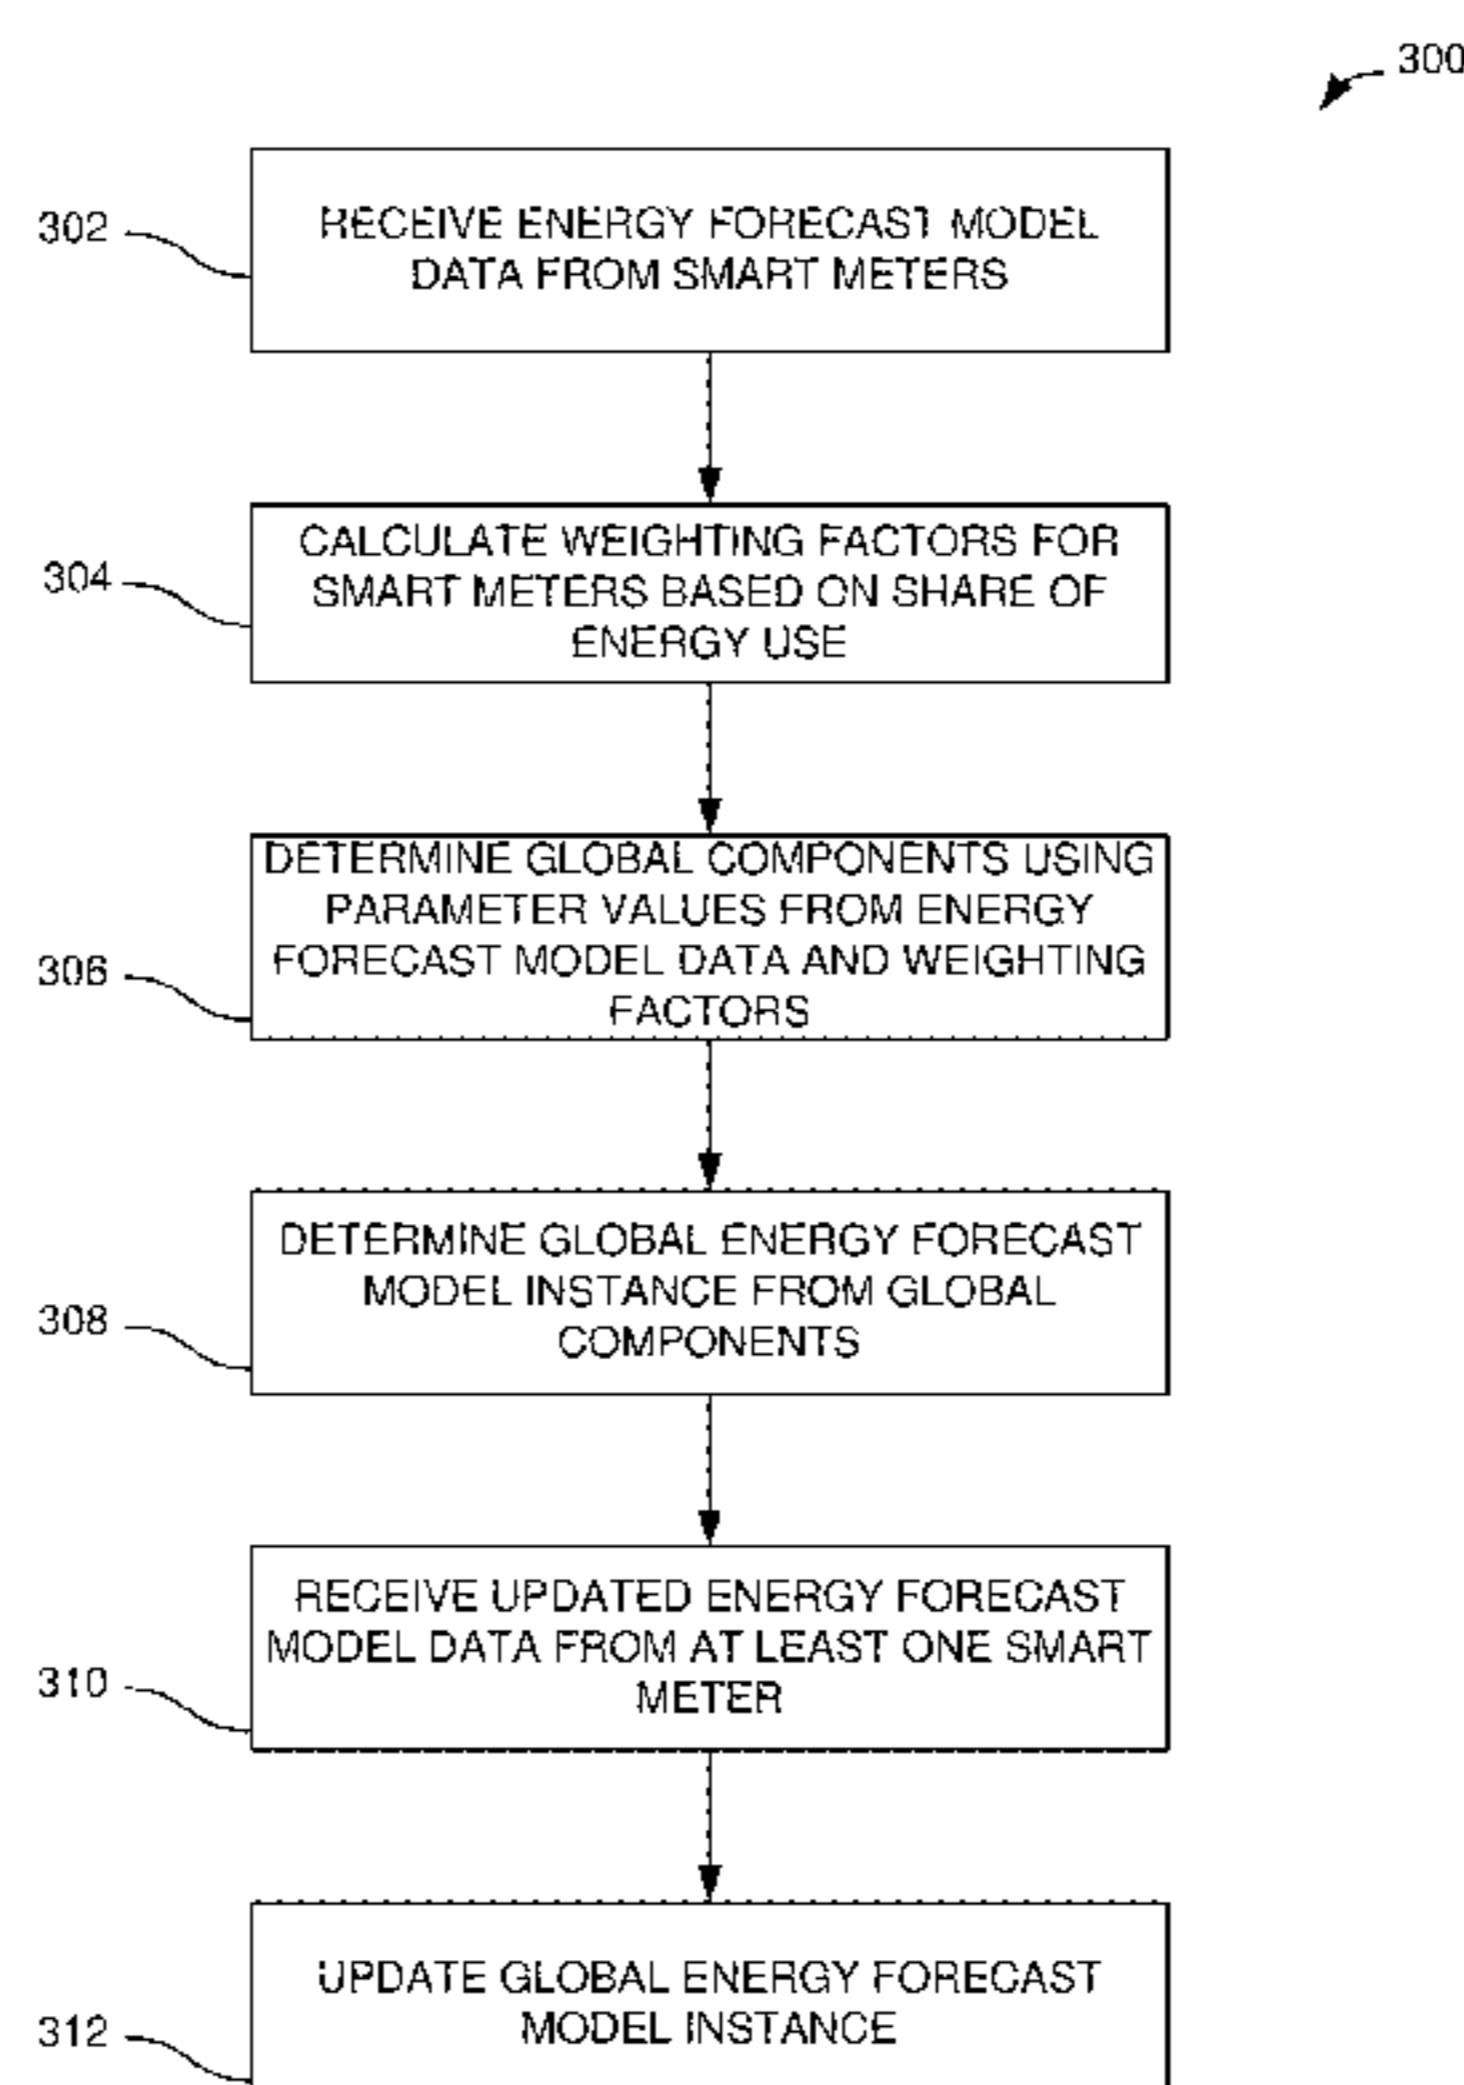 300
302
RECEIVE ENERGY FORECAST MODEL
DATA FROM SMART METERS
304
CALCULATE WEIGHTING FACTORS FOR
SMART METERS BASED ON SHARE OF
ENERGY USE
306
DETERMINE GLOBAL COMPONENTS USING
PARAMETER VALUES FROM ENERGY
FORECAST MODEL DATA AND WEIGHTING
FACTORS
308
DETERMINE GLOBAL ENERGY FORECAST
MODEL INSTANCE FROM GLOBAL
COMPONENTS
310
RECEIVE UPDATED ENERGY FORECAST
MODEL DATA FROM AT LEAST ONE SMART
METER
312
UPDATE GLOBAL ENERGY FORECAST
MODEL INSTANCE